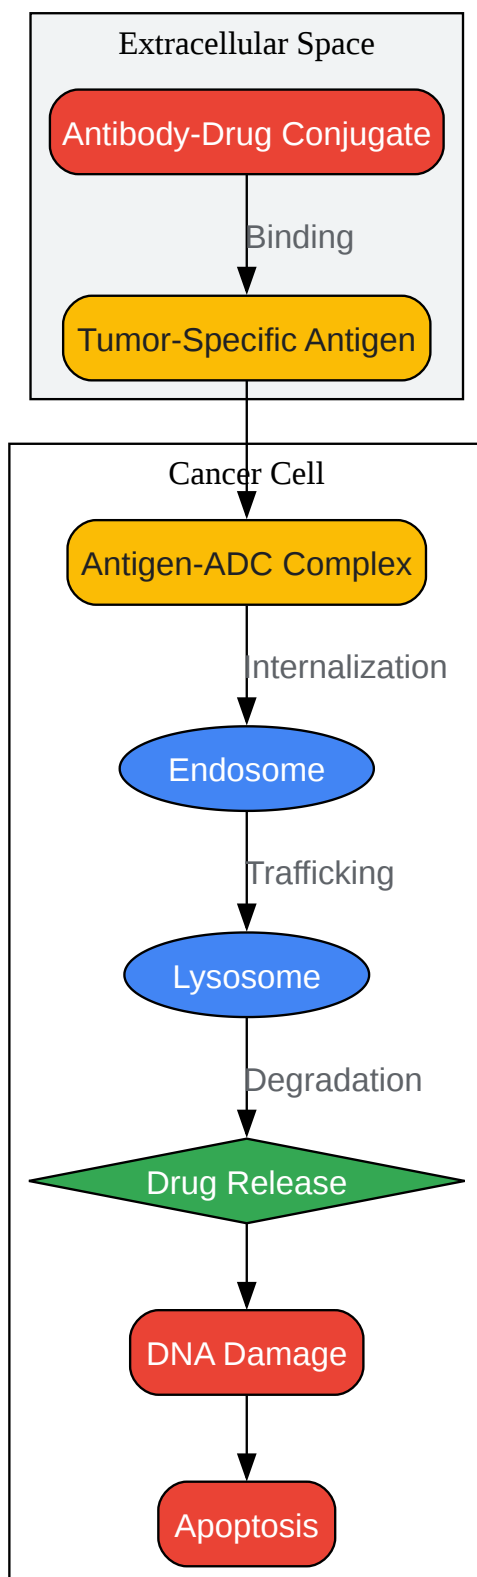 Extracellular Space
Antibody-Drug Conjugate
Binding
Tumor-Specific Antigen
Cancer Cell
Antigen-ADC Complex
Internalization
Endosome
Trafficking
Lysosome
Degradation
Drug Release
DNA Damage
Apoptosis